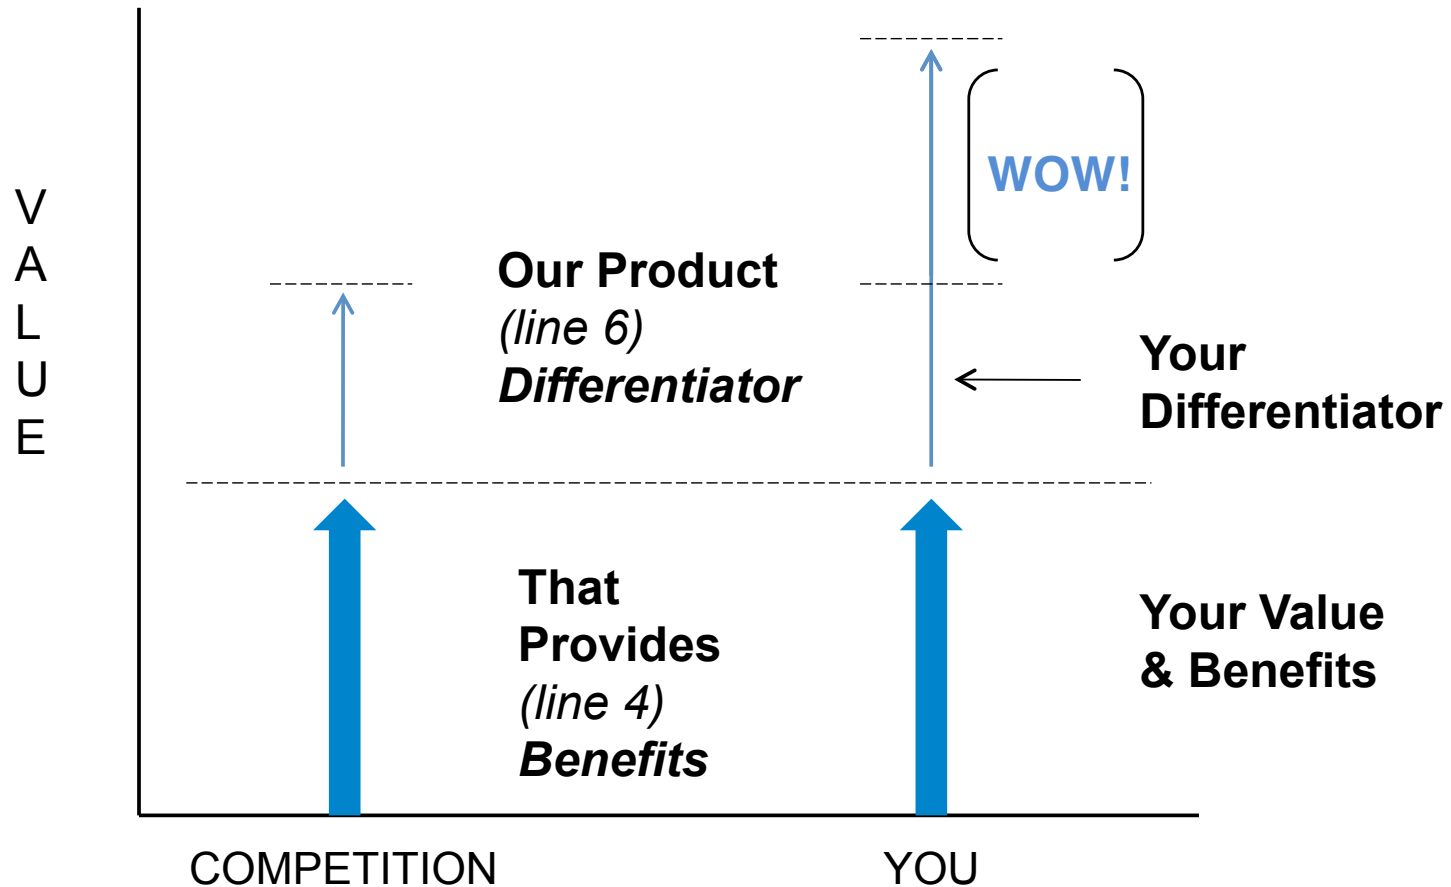 V
A
L
U
E
WOW!
Our Product
(line 6)
Differentiator
Your
Differentiator
That
Provides
(line 4)
Benefits
Your Value
& Benefits
COMPETITION
YOU